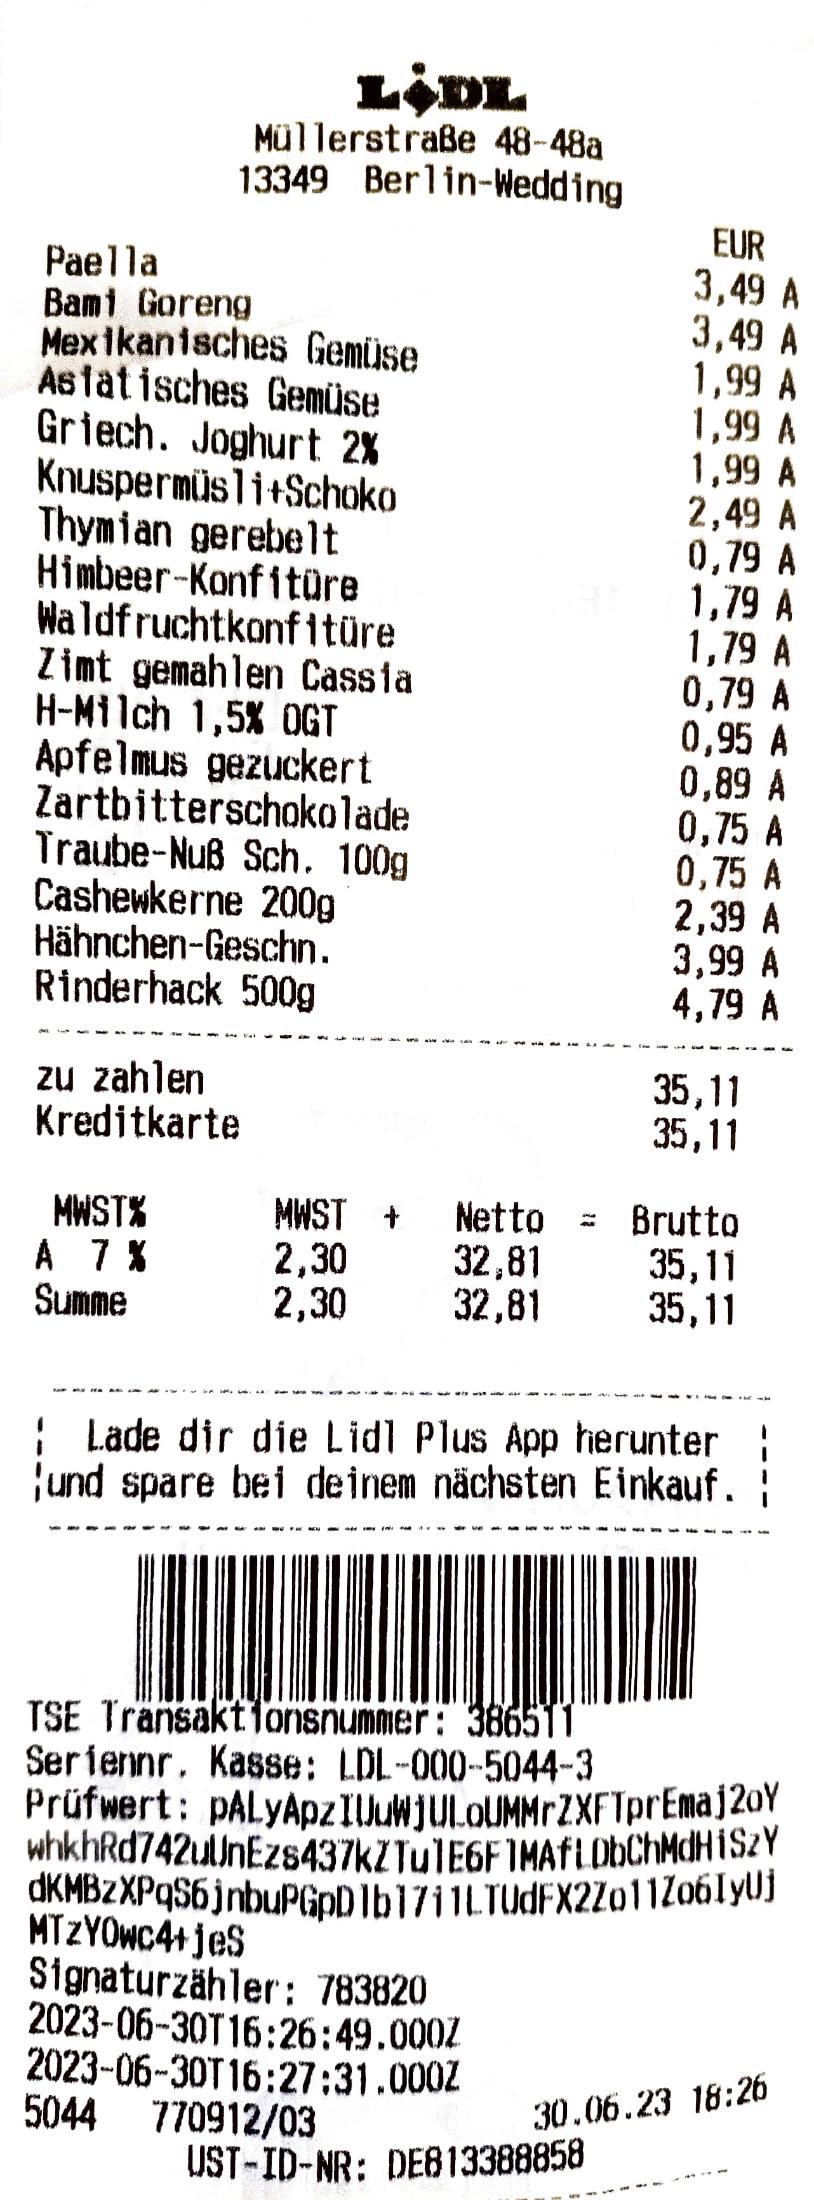 LIDL
Müllerstraße 48-48a
13349 Berlin-Wedding
EUR
Paella 3,49 A
Bami Goreng 3,49 A
Mexikanisches Gemüse 1,99 A
Asiatisches Gemüse 1,99 A
Griech. Joghurt 2% 1,99 A
Knuspermüsli+Schoko 2,49 A
Thymian gerebelt 0,79 A
Himbeer-Konfitüre 1,79 A
Waldfruchtkonfitüre 1,79 A
Zimt gemahlen Cassia 0,79 A
H-Milch 1,5% OGT 0,95 A
Apfelmus gezuckert 0,89 A
Zartbitterschokolade 0,75 A
Traube-Nuß Sch. 100g 0,75 A
Cashewkerne 200g 2,39 A
Hähnchen-Geschn. 3,99 A
Rinderhack 500g 4,79 A
zu zahlen 35,11
Kreditkarte 35,11
MWST% MWST + Netto = Brutto
A 7 % 2,30 32,81 35,11
Summe 2,30 32,81 35,11
Lade dir die Lidl Plus App herunter
und spare bei deinem nächsten Einkauf.
TSE Transaktionsnummer: 386511
Seriennr. Kasse: LDL-000-5044-3
Prüfwert:
MTzY0wc4+jeS
Signaturzähler: 783820
2023-06-30T16:26:49.000Z
2023-06-30T16:27:31.000Z
5044 770912/03 30.06.23 18:26
UST-ID-NR: DE813388858